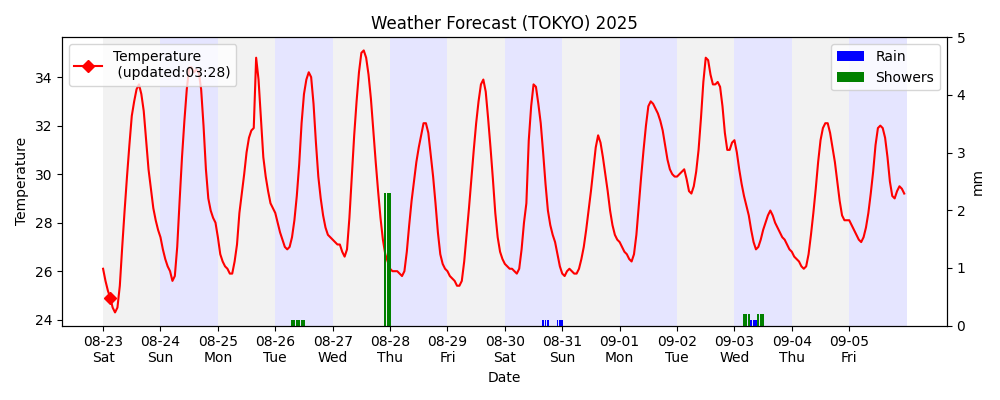 Weather Forecast (TOKYO) 2025
Temperature
(updated:03:28)
Rain
Showers
Temperature
34
32
30
28
26
24
5
4
3
2
1
0
mm
08-23 08-24 08-25 08-26 08-27 08-28 08-29 08-30 08-31 09-01 09-02 09-03 09-04 09-05
Sat Sun Mon Tue Wed Thu Fri Sat Sun Mon Tue Wed Thu Fri
Date